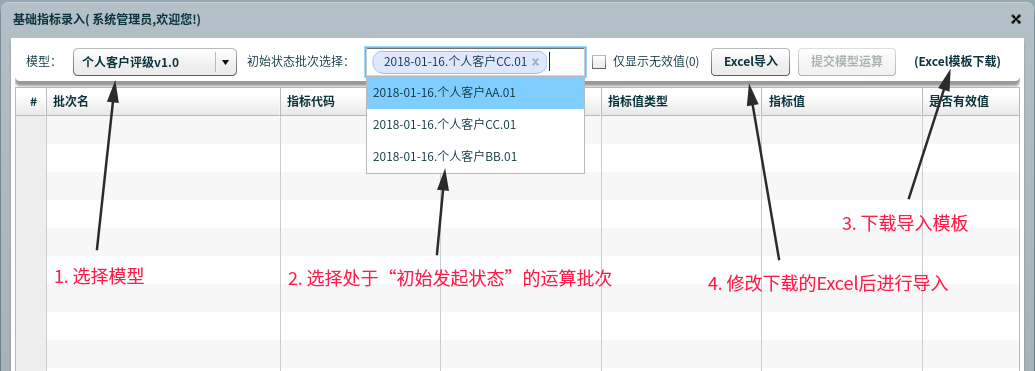 基础指标录入( 系统管理员,欢迎您!)
模型： 个人客户评级v1.0 初始状态批次选择： 2018-01-16.个人客户CC.01 仅显示无效值(0) Excel导入 提交模型运算 (Excel模板下载)
# 批次名 指标代码 指标值类型 指标值 是否有效值
2018-01-16.个人客户AA.01
2018-01-16.个人客户CC.01
2018-01-16.个人客户BB.01
3. 下载导入模板
1. 选择模型
2. 选择处于“初始发起状态”的运算批次
4. 修改下载的Excel后进行导入